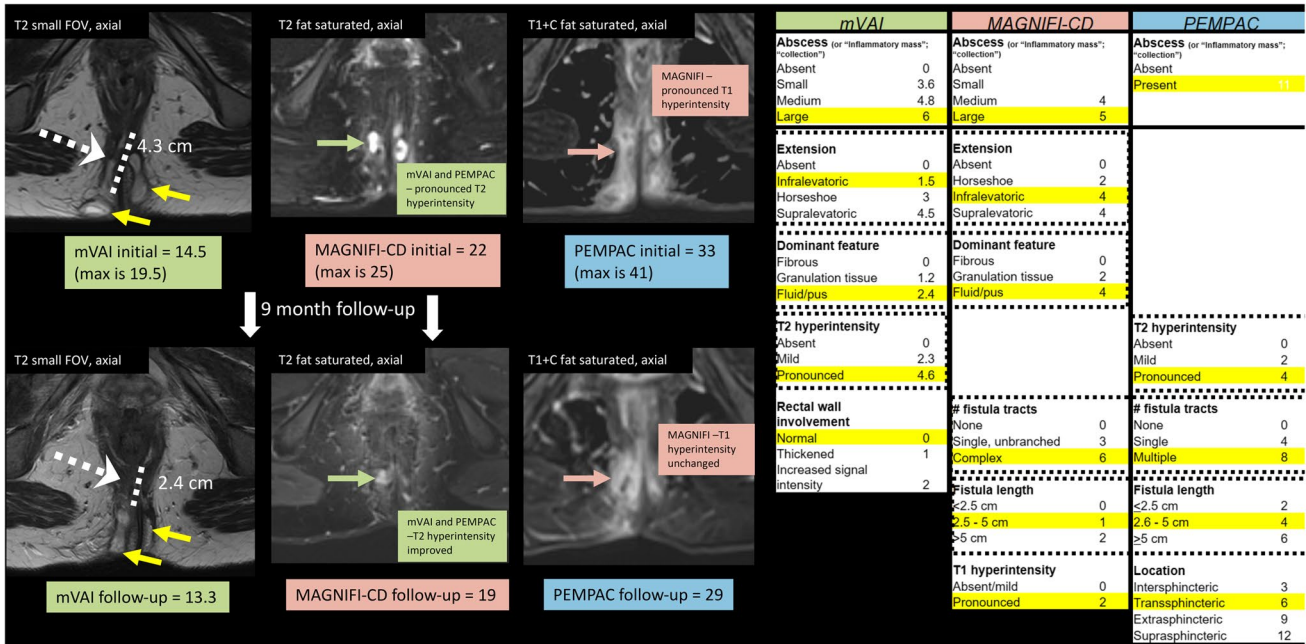 T2 small FOV, axial
4.3 cm
T2 fat saturated, axial
mVAI and PEMPAC
– pronounced T2
hyperintensity
T1+C fat saturated, axial
MAGNIFI –
pronounced T1
hyperintensity
mVAI initial = 14.5
(max is 19.5)
MAGNIFI-CD initial = 22
(max is 25)
PEMPAC initial = 33
(max is 41)
9 month follow-up
T2 small FOV, axial
2.4 cm
T2 fat saturated, axial
mVAI and PEMPAC
–T2 hyperintensity
improved
T1+C fat saturated, axial
MAGNIFI –T1
hyperintensity
unchanged
mVAI follow-up = 13.3
MAGNIFI-CD follow-up = 19
PEMPAC follow-up = 29
mVAI
Abscess (or "Inflammatory mass";
"collection")
Absent 0
Small 3.6
Medium 4.8
Large 6
Extension
Absent 0
Infralevatoric 1.5
Horseshoe 3
Supralevatoric 4.5
Dominant feature
Fibrous 0
Granulation tissue 1.2
Fluid/pus 2.4
T2 hyperintensity
Absent 0
Mild 2.3
Pronounced 4.6
Rectal wall
involvement
Normal 0
Thickened 1
Increased signal
intensity 2
MAGNIFI-CD
Abscess (or "Inflammatory mass";
"collection")
Absent
Small
Medium 4
Large 5
Extension
Absent 0
Horseshoe 2
Infralevatoric 4
Supralevatoric 4
Dominant feature
Fibrous 0
Granulation tissue 2
Fluid/pus 4
# fistula tracts
None 0
Single, unbranched 3
Complex 6
Fistula length
<2.5 cm 0
2.5 - 5 cm 1
>5 cm 2
T1 hyperintensity
Absent/mild 0
Pronounced 2
PEMPAC
Abscess (or "Inflammatory mass";
"collection")
Absent
Present 11
T2 hyperintensity
Absent 0
Mild 2
Pronounced 4
# fistula tracts
None 0
Single 4
Multiple 8
Fistula length
≤2.5 cm 2
2.6 - 5 cm 4
≥5 cm 6
Location
Intersphincteric 3
Transsphincteric 6
Extrasphincteric 9
Suprasphincteric 12